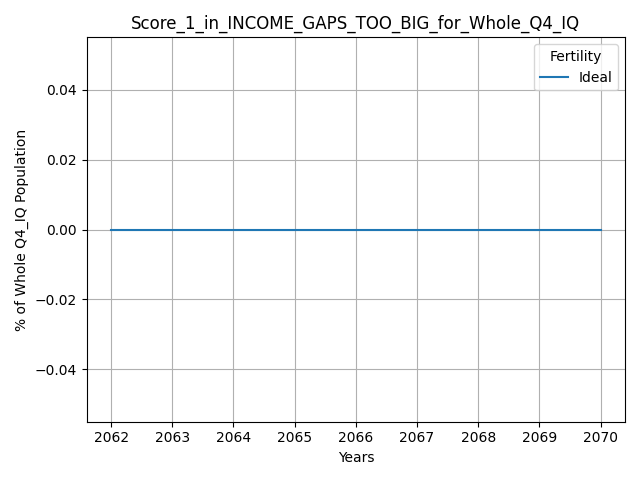 Score_1_in_INCOME_GAPS_TOO_BIG_for_Whole_Q4_IQ
Fertility
Ideal
% of Whole Q4_IQ Population
0.04
0.02
0.00
−0.02
−0.04
2062 2063 2064 2065 2066 2067 2068 2069 2070
Years